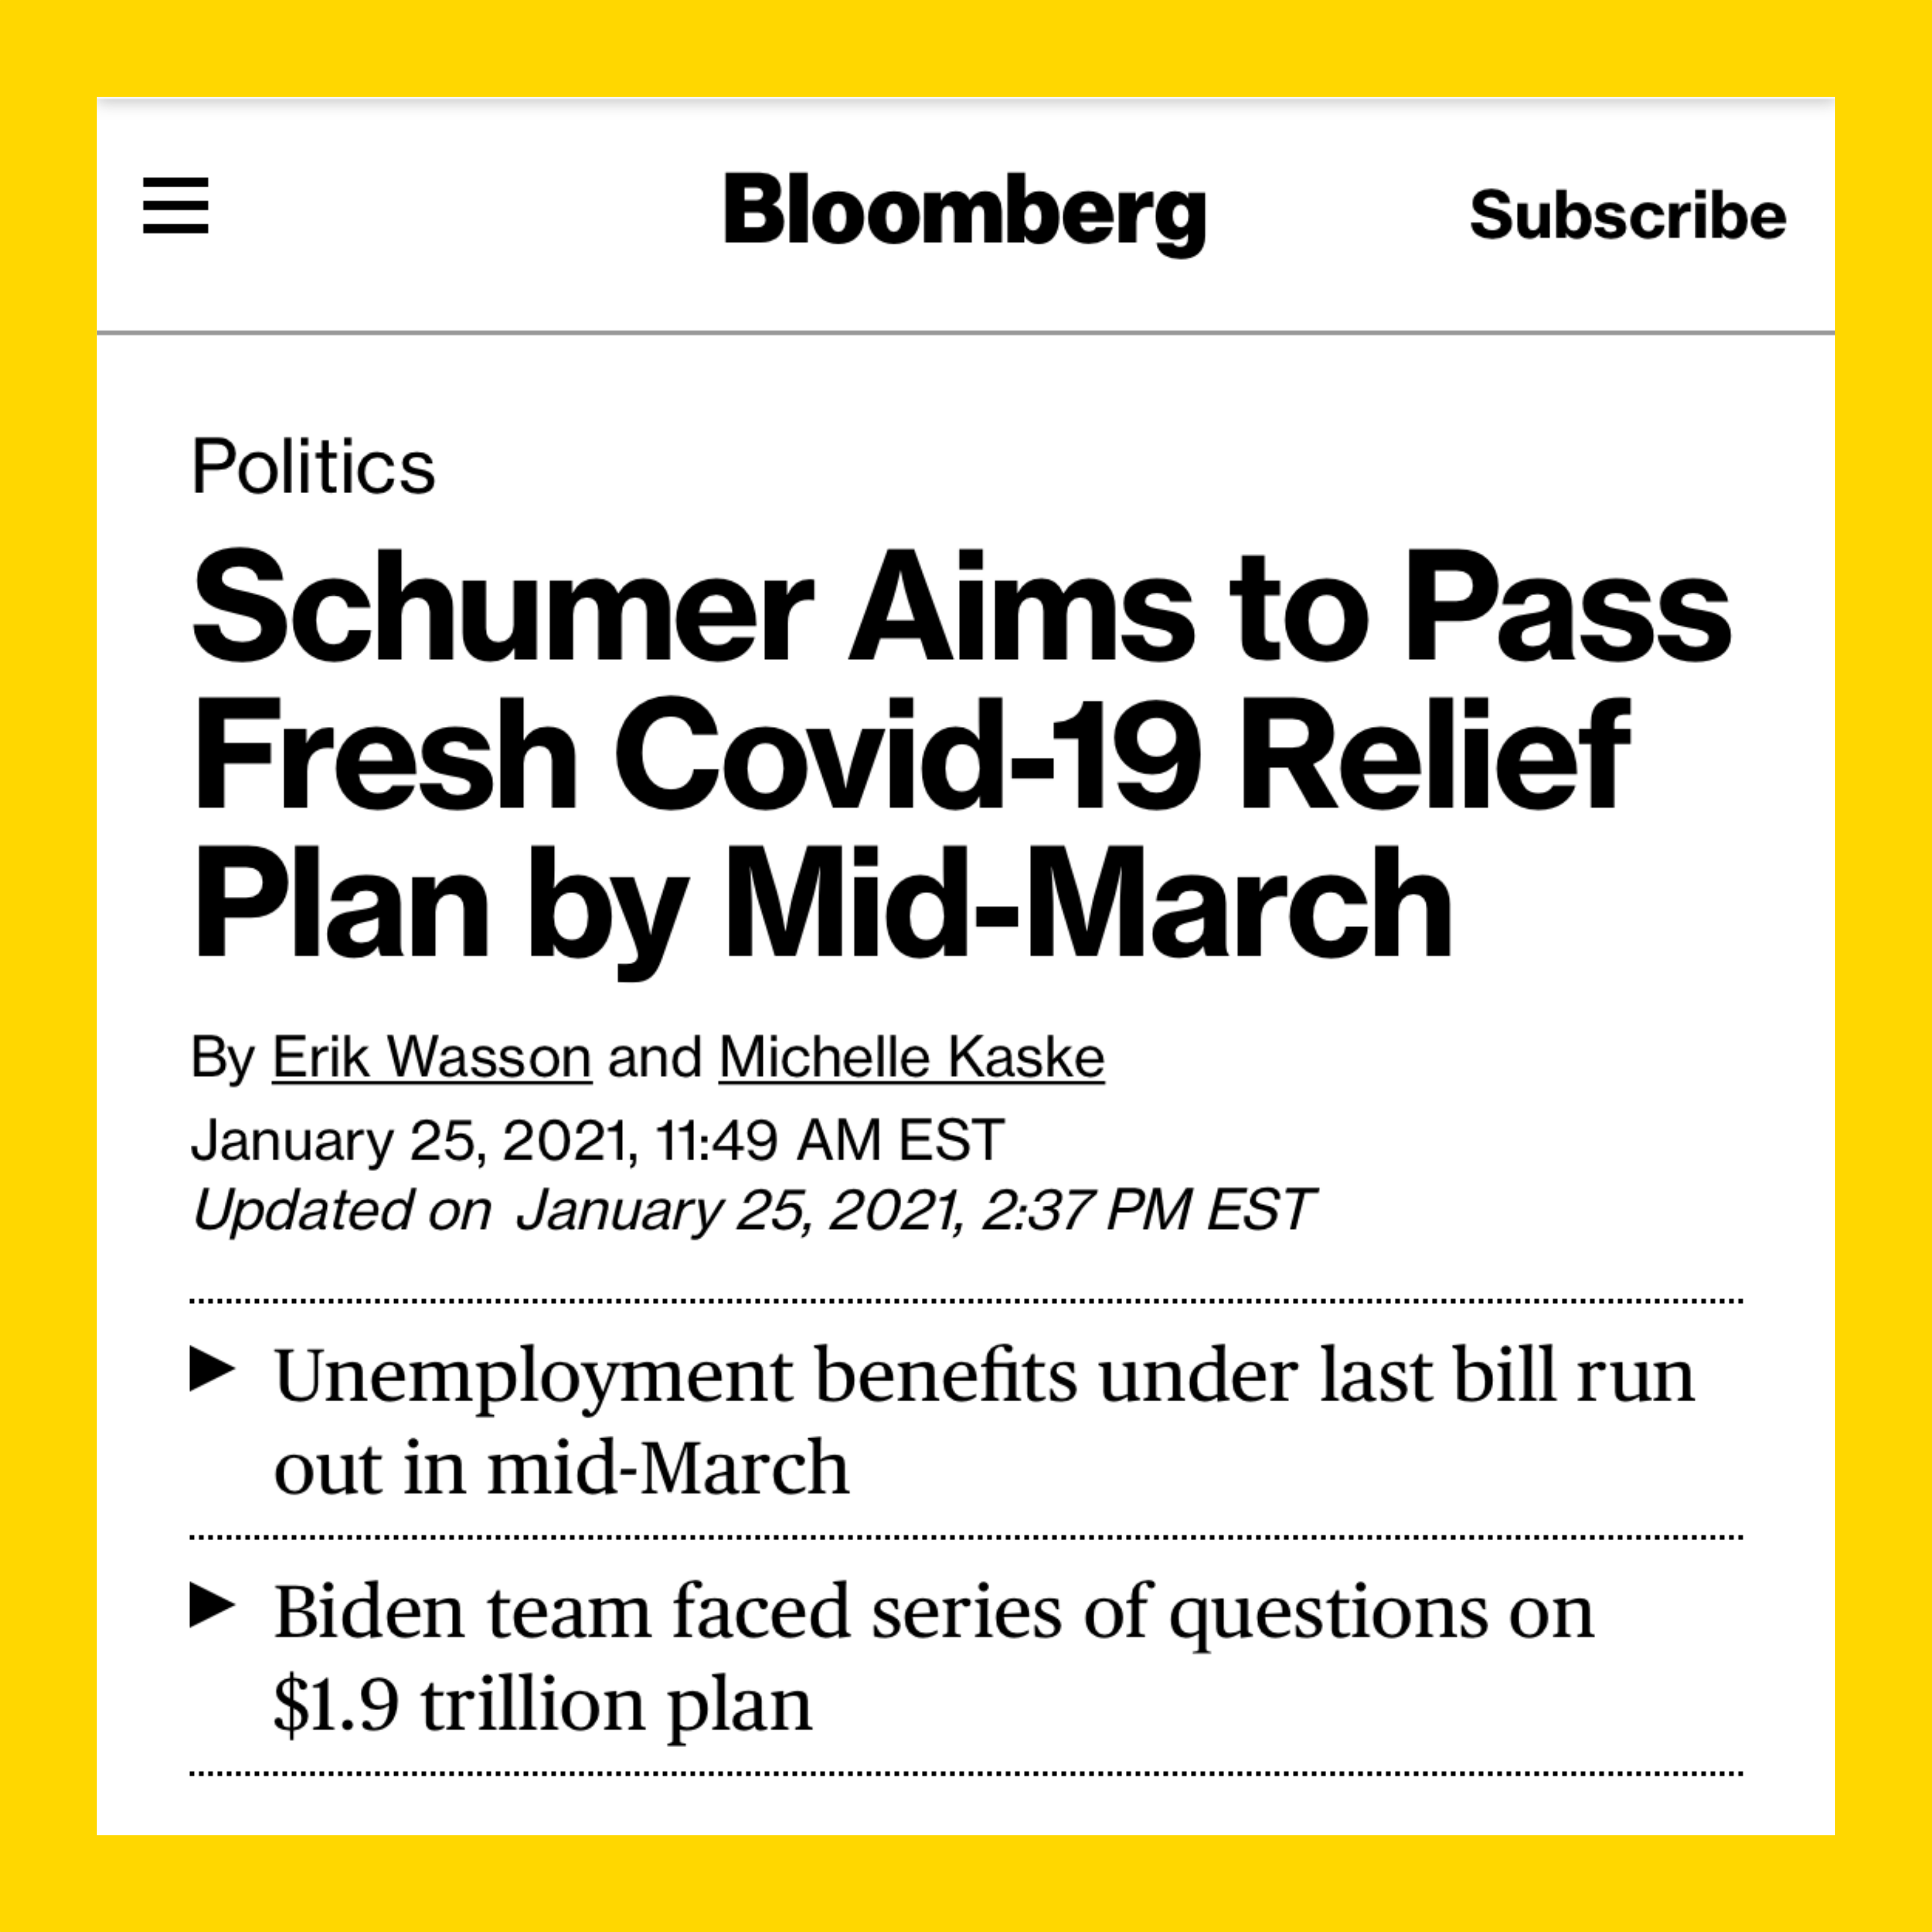 Bloomberg
Subscribe
Politics
Schumer Aims to Pass
Fresh Covid-19 Relief
Plan by Mid-March
By Erik Wasson and Michelle Kaske
January 25, 2021, 11:49 AM EST
Updated on January 25, 2021, 2:37 PM EST
Unemployment benefits under last bill run
out in mid-March
Biden team faced series of questions on
$1.9 trillion plan